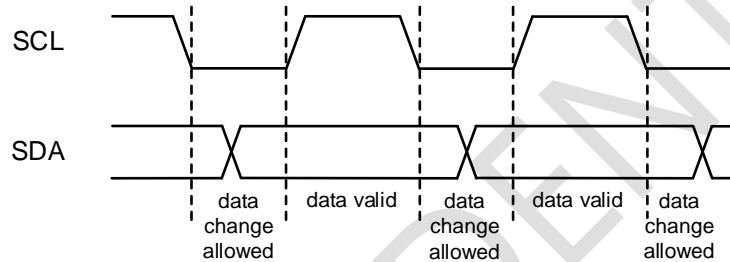 SCL
SDA
data
change
allowed
data valid
data
change
allowed
data valid
data
change
allowed